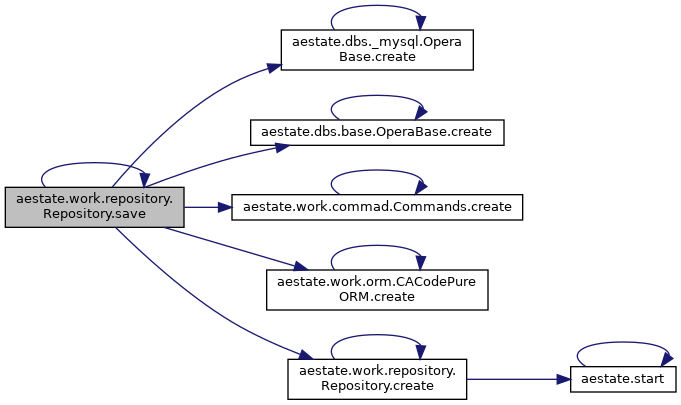 aestate.dbs._mysql.Opera
Base.create
aestate.dbs.base.OperaBase.create
aestate.work.repository.
Repository.save
aestate.work.commad.Commands.create
aestate.work.orm.CACodePure
ORM.create
aestate.work.repository.
Repository.create
aestate.start